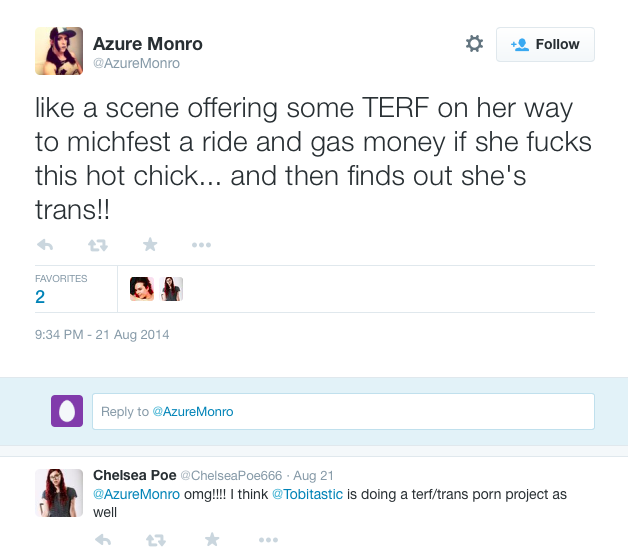 Azure Monro
@AzureMonro
Follow
like a scene offering some TERF on her way
to michfest a ride and gas money if she fucks
this hot chick... and then finds out she's
trans!!
FAVORITES
2
9:34 PM - 21 Aug 2014
Reply to @AzureMonro
Chelsea Poe @ChelseaPoe666 · Aug 21
@AzureMonro omg!!!! I think @Tobitastic is doing a terf/trans porn project as
well